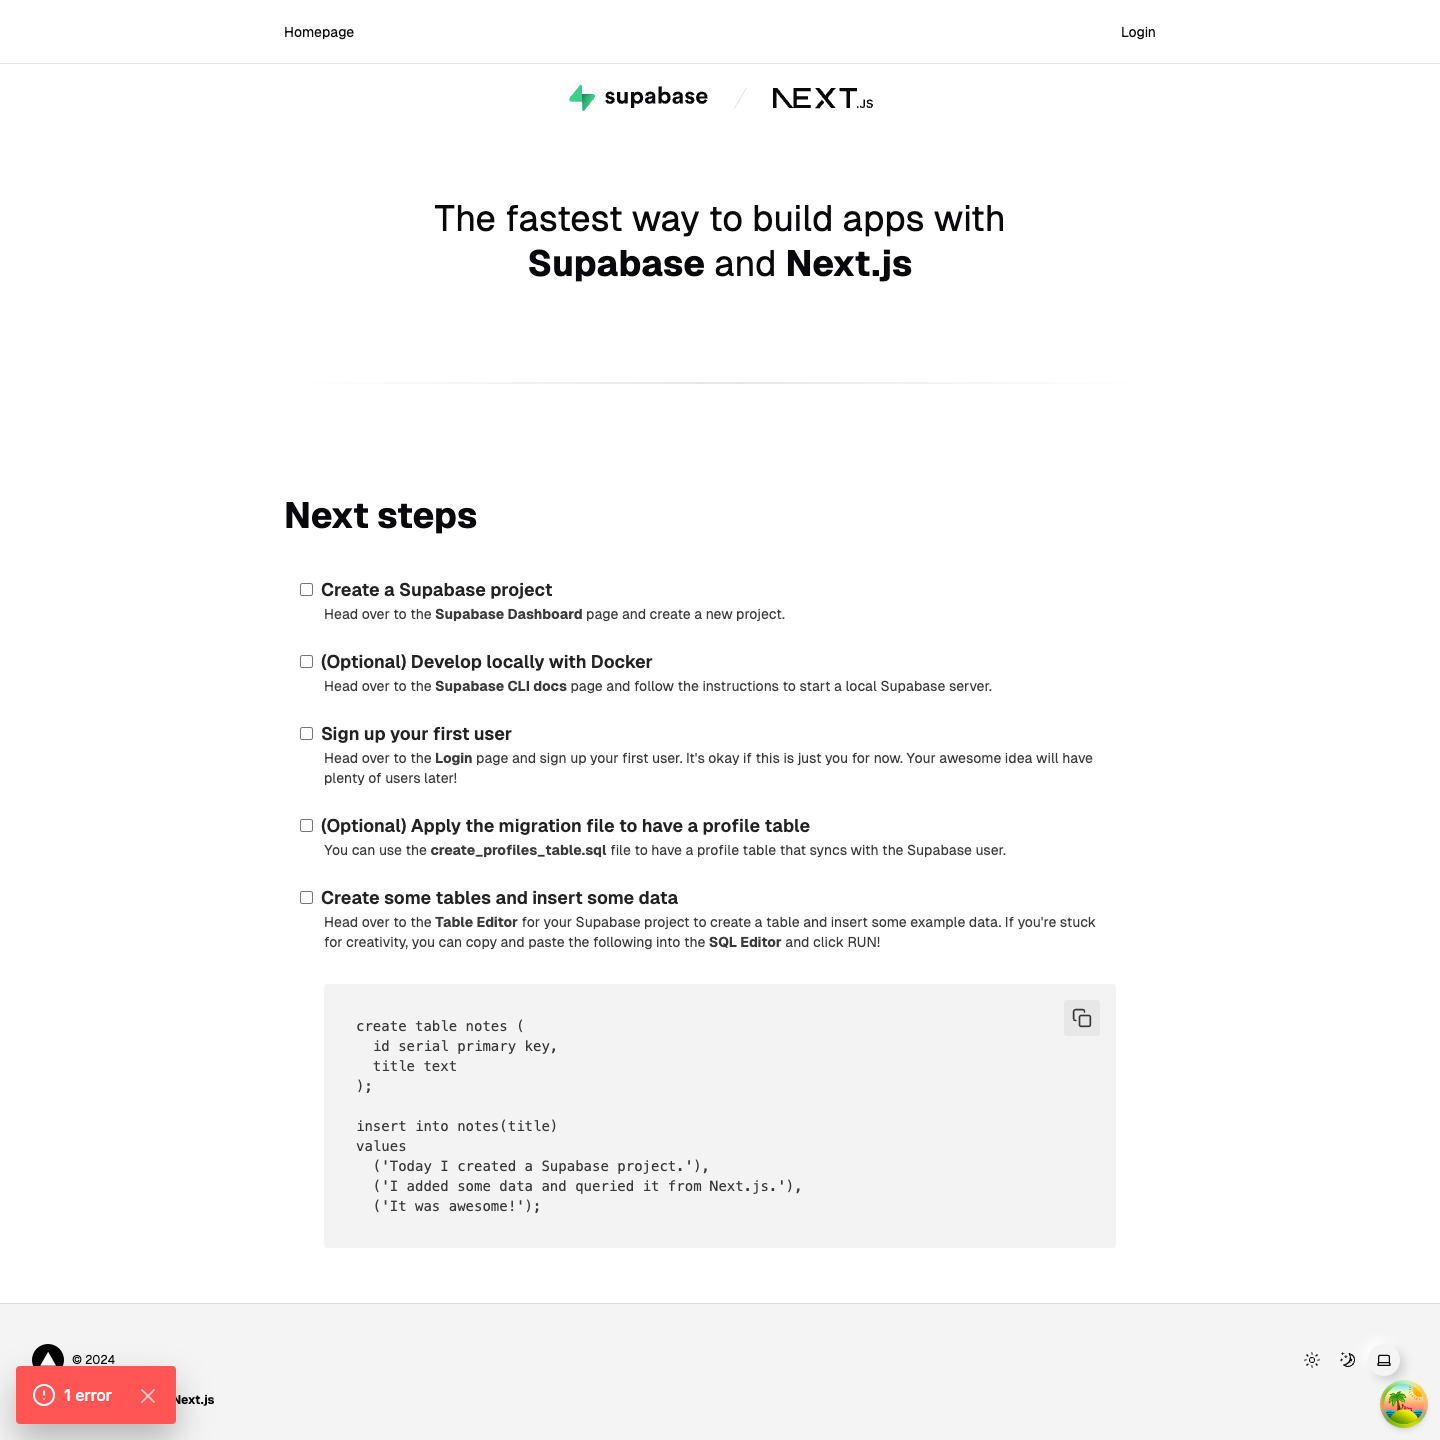 Homepage
Login
supabase
NEXT.JS
The fastest way to build apps with
Supabase and Next.js
Next steps
Create a Supabase project
Head over to the Supabase Dashboard page and create a new project.
(Optional) Develop locally with Docker
Head over to the Supabase CLI docs page and follow the instructions to start a local Supabase server.
Sign up your first user
Head over to the Login page and sign up your first user. It's okay if this is just you for now. Your awesome idea will have
plenty of users later!
(Optional) Apply the migration file to have a profile table
You can use the create_profiles_table.sql file to have a profile table that syncs with the Supabase user.
Create some tables and insert some data
Head over to the Table Editor for your Supabase project to create a table and insert some example data. If you're stuck
for creativity, you can copy and paste the following into the SQL Editor and click RUN!
create table notes (
  id serial primary key,
  title text
);
insert into notes(title)
values
  ('Today I created a Supabase project.'),
  ('I added some data and queried it from Next.js.'),
  ('It was awesome!');
© 2024
1 error
Next.js